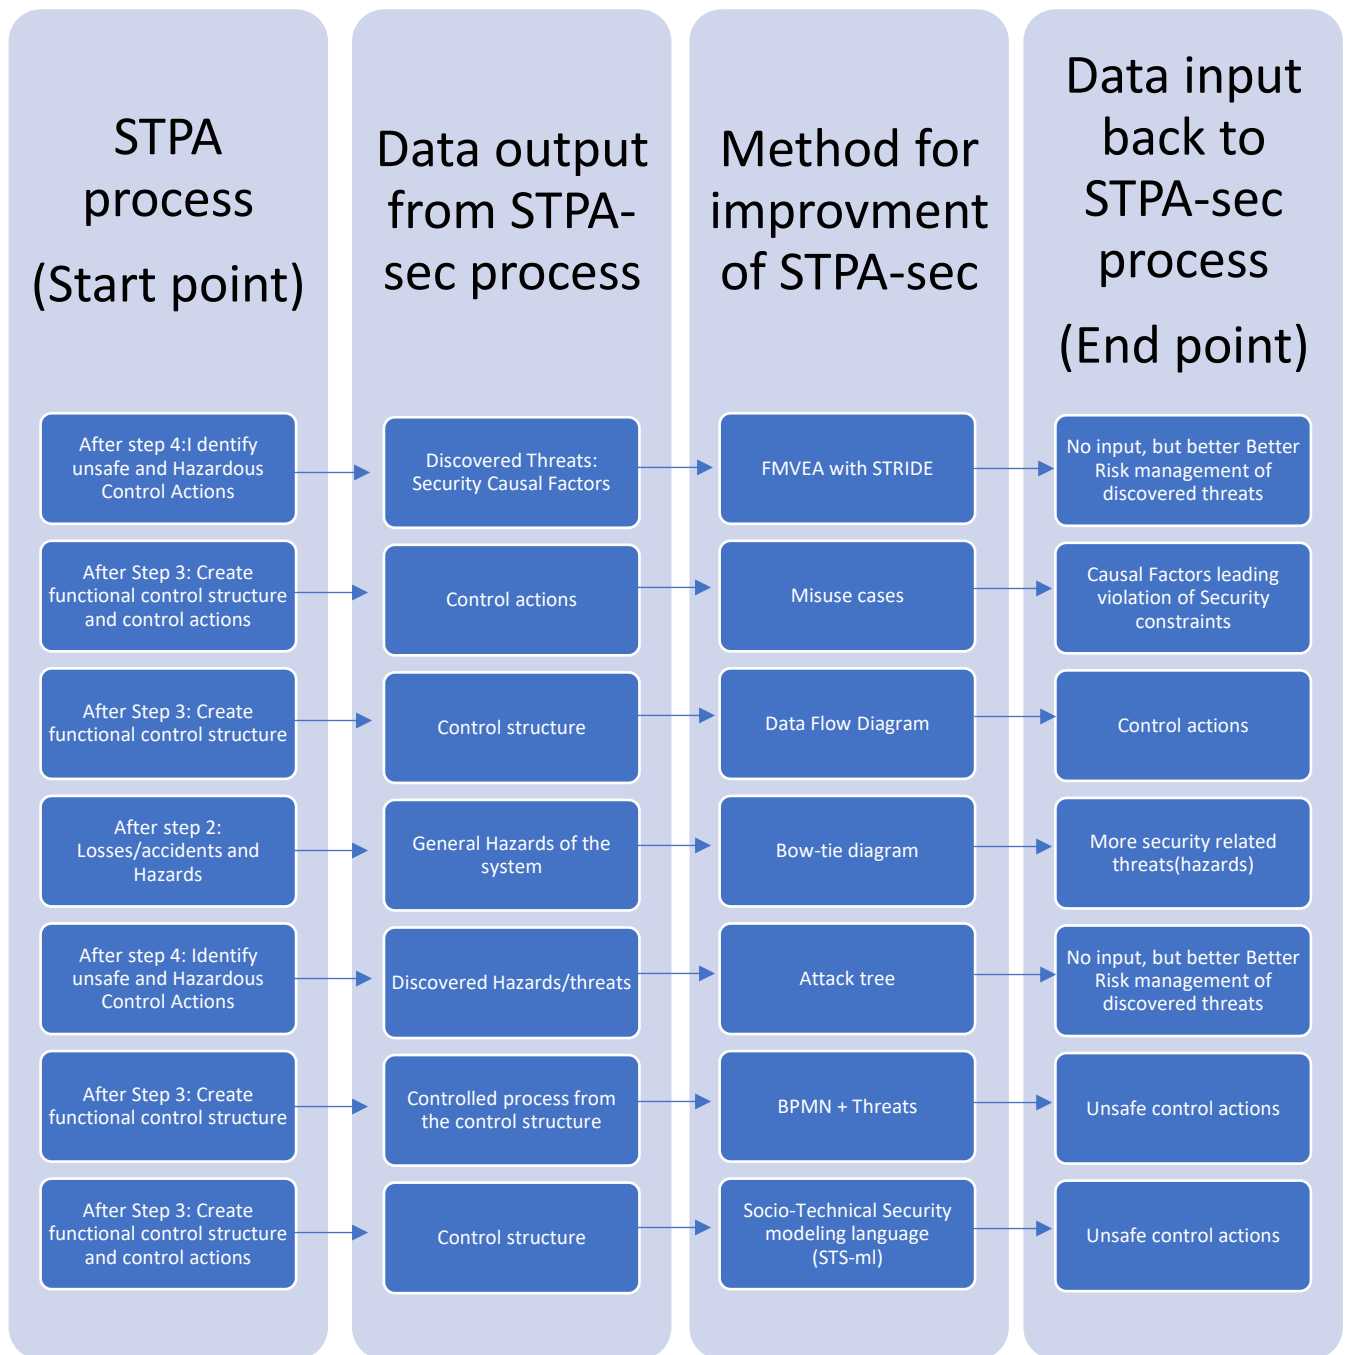 STPA
process
(Start point)
Data output
from STPA-
sec process
Method for
improvment
of STPA-sec
Data input
back to
STPA-sec
process
(End point)
After step 4:I dentify
unsafe and Hazardous
Control Actions
Discovered Threats:
Security Causal Factors
FMVEA with STRIDE
No input, but better Better
Risk management of
discovered threats
After Step 3: Create
functional control structure
and control actions
Control actions
Misuse cases
Causal Factors leading
violation of Security
constraints
After Step 3: Create
functional control structure
Control structure
Data Flow Diagram
Control actions
After step 2:
Losses/accidents and
Hazards
General Hazards of the
system
Bow-tie diagram
More security related
threats(hazards)
After step 4: Identify
unsafe and Hazardous
Control Actions
Discovered Hazards/threats
Attack tree
No input, but better Better
Risk management of
discovered threats
After Step 3: Create
functional control structure
Controlled process from
the control structure
BPMN + Threats
Unsafe control actions
After Step 3: Create
functional control structure
and control actions
Control structure
Socio-Technical Security
modeling language
(STS-ml)
Unsafe control actions